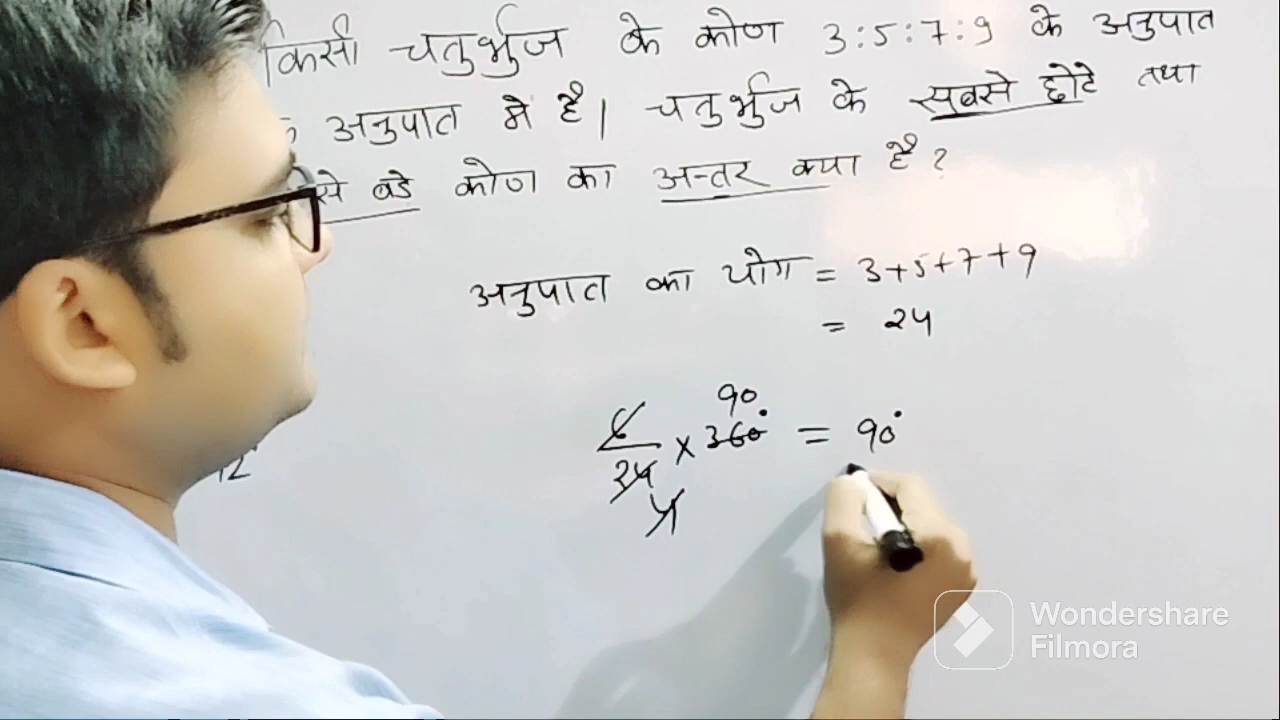 किसी चतुर्भुज के कोण 3:5:7:9 के अनुपात
अनुपात मे है। चतुर्भुज के सबसे छोटे तथा
से बडे कोण का अन्तर क्या है?
अनुपात का योग = 3+5+7+9
= 24
90
6/24 × 360° = 90°
4
12°
Wondershare
Filmora